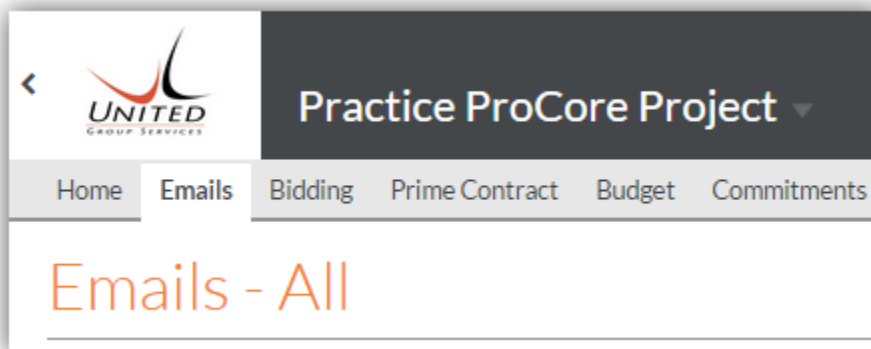 UNITED
GROUP SERVICES
Practice ProCore Project
Home Emails Bidding Prime Contract Budget Commitments
Emails - All